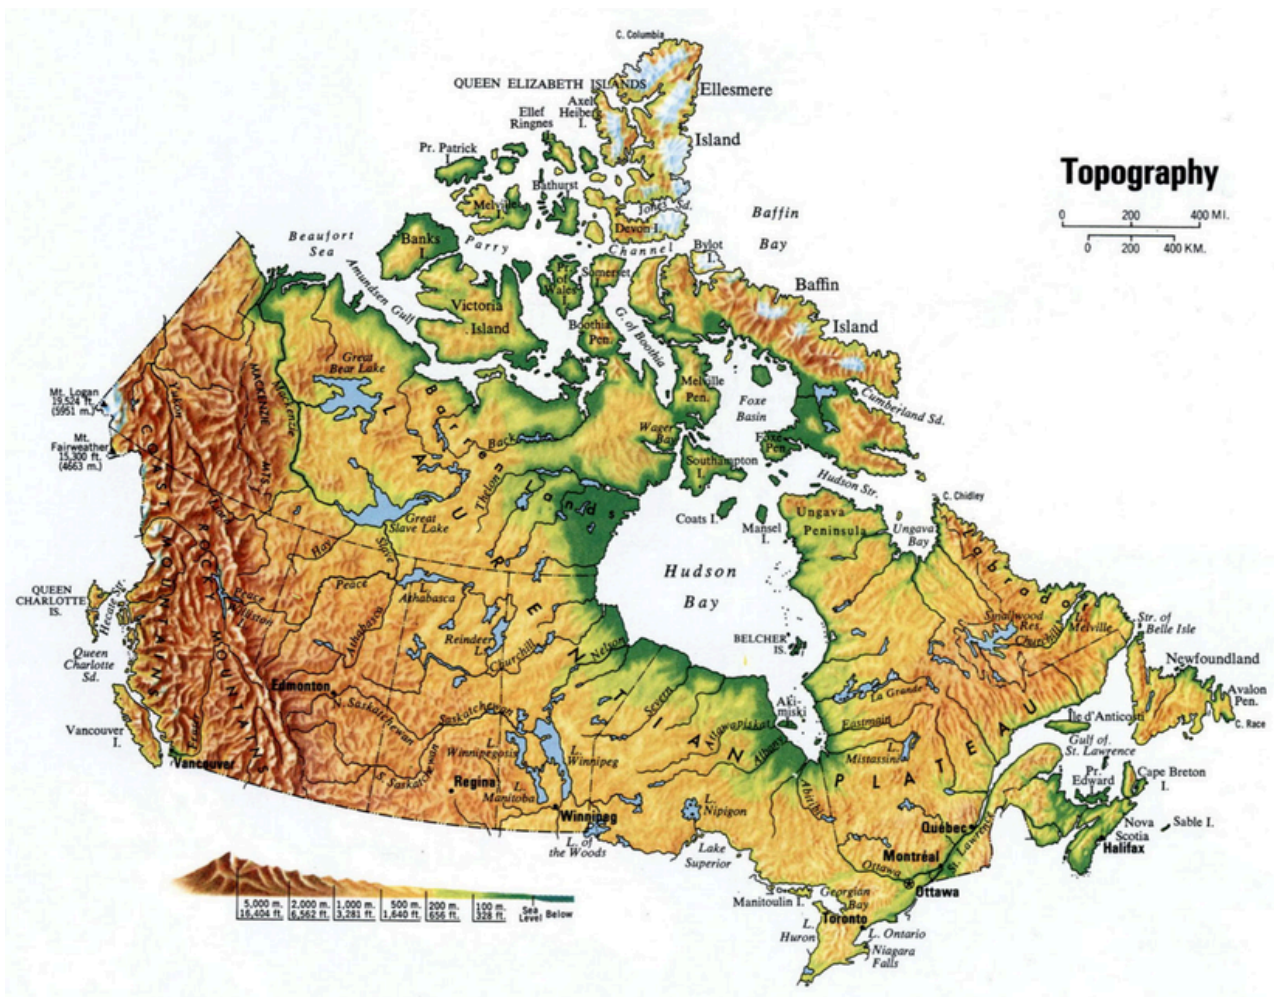 C. Columbia
QUEEN ELIZABETH ISLANDS
Ellesmere
Island
Axel
Heiberg
I.
Ellef
Ringnes
Pr. Patrick
I.
Bathurst
I.
Melville
I.
Jones Sd.
Devon I.
Topography
0 200 400 MI.
0 200 400 KM.
Baffin
Bay
Beaufort
Sea
Banks
I.
Parry
Channel
Bylot
I.
Amundsen Gulf
Victoria
Island
Pr.
of
Wales
I.
Somerset
I.
Boothia
Pen.
G. of Boothia
Baffin
Island
Melville
Pen.
Foxe
Basin
Foxe
Pen.
Cumberland Sd.
Great
Bear Lake
Mt. Logan
19,524 ft.
(5951 m.)
Mt.
Fairweather
15,300 ft.
(4663 m.)
Yukon
MACKENZIE
MTS.
Mackenzie
Barren
Lands
Back
Thelon
Wager
Bay
Southampton
I.
Hudson Str.
Coats I.
Mansel
I.
C. Chidley
Ungava
Peninsula
Ungava
Bay
Great
Slave Lake
Slave
Hay
Liard
COAST
MOUNTAINS
ROCKY
MOUNTAINS
LAURENTIAN
PLATEAU
Hudson
Bay
BELCHER
IS.
Labrador
Smallwood
Res.
Churchill
L.
Melville
Str. of
Belle Isle
Newfoundland
Avalon
Pen.
C. Race
QUEEN
CHARLOTTE
IS.
Hecate Str.
Queen
Charlotte
Sd.
Vancouver
I.
Vancouver
Fraser
Peace
Peace
Athabasca
L.
Athabasca
Reindeer
L.
Churchill
Nelson
Severn
Edmonton
N. Saskatchewan
Saskatchewan
S. Saskatchewan
Regina
L.
Winnipegosis
L.
Manitoba
L.
Winnipeg
Winnipeg
L. of
the Woods
Attawapiskat
Albany
Aki-
miski
I.
La Grande
Eastmain
L.
Mistassini
Abitibi
L.
Nipigon
Lake
Superior
Île d'Anticosti
Gulf of
St. Lawrence
Pr.
Edward
I.
Cape Breton
I.
Nova
Scotia
Sable I.
Halifax
Québec
St. Lawrence
Montréal
Ottawa
Ottawa
Manitoulin I.
Georgian
Bay
Toronto
L.
Huron
L. Ontario
Niagara
Falls
5,000 m. 2,000 m. 1,000 m. 500 m. 200 m. 100 m. Sea Level Below
16,404 ft. 6,562 ft. 3,281 ft. 1,640 ft. 656 ft. 328 ft.